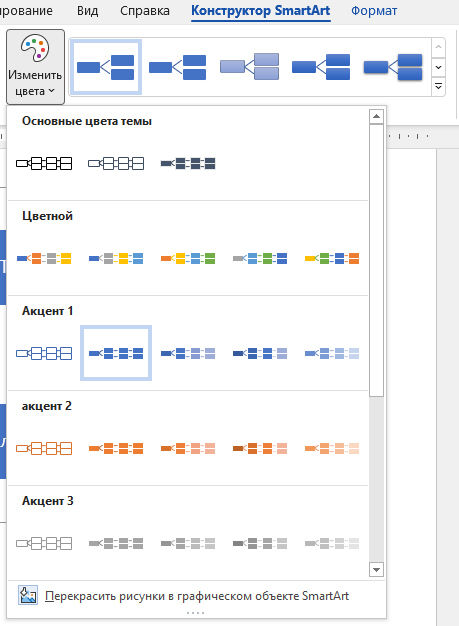 рование Вид Справка Конструктор SmartArt Формат
Изменить
цвета
Основные цвета темы
Цветной
Акцент 1
акцент 2
Акцент 3
Перекрасить рисунки в графическом объекте SmartArt